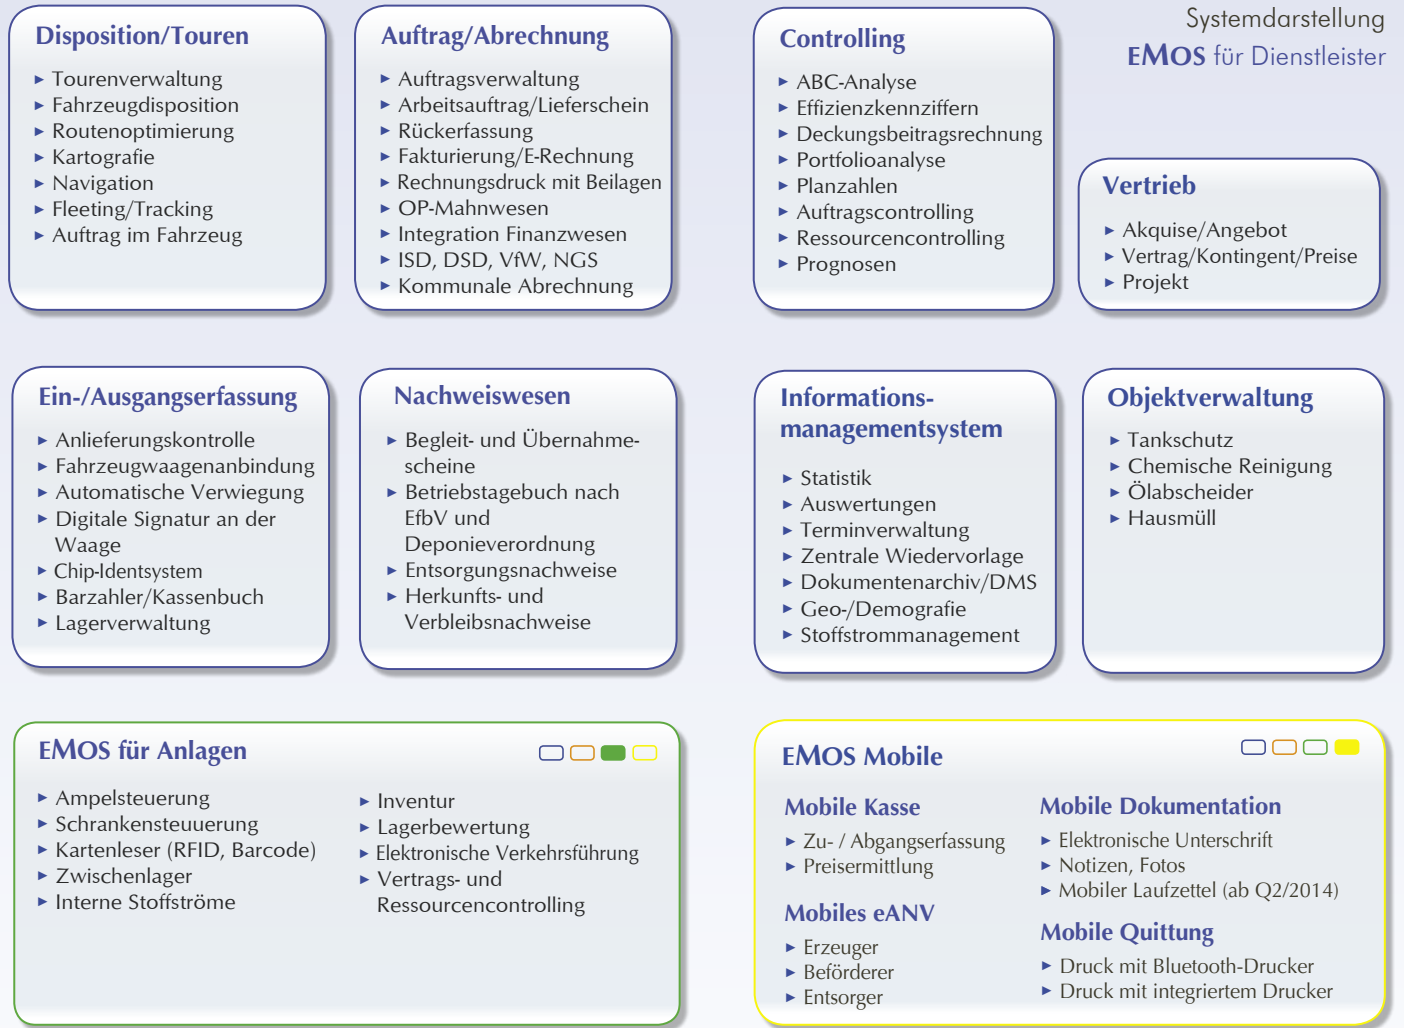 Systemdarstellung
EMOS für Dienstleister
Disposition/Touren
Tourenverwaltung
Fahrzeugdisposition
Routenoptimierung
Kartografie
Navigation
Fleeting/Tracking
Auftrag im Fahrzeug
Auftrag/Abrechnung
Auftragsverwaltung
Arbeitsauftrag/Lieferschein
Rückerfassung
Fakturierung/E-Rechnung
Rechnungsdruck mit Beilagen
OP-Mahnwesen
Integration Finanzwesen
ISD, DSD, VfW, NGS
Kommunale Abrechnung
Controlling
ABC-Analyse
Effizienzkennziffern
Deckungsbeitragsrechnung
Portfolioanalyse
Planzahlen
Auftragscontrolling
Ressourcencontrolling
Prognosen
Vertrieb
Akquise/Angebot
Vertrag/Kontingent/Preise
Projekt
Ein-/Ausgangserfassung
Anlieferungskontrolle
Fahrzeugwaagenanbindung
Automatische Verwiegung
Digitale Signatur an der
Waage
Chip-Identsystem
Barzahler/Kassenbuch
Lagerverwaltung
Nachweiswesen
Begleit- und Übernahme-
scheine
Betriebstagebuch nach
EfbV und
Deponieverordnung
Entsorgungsnachweise
Herkunfts- und
Verbleibsnachweise
Informations-
managementsystem
Statistik
Auswertungen
Terminverwaltung
Zentrale Wiedervorlage
Dokumentenarchiv/DMS
Geo-/Demografie
Stoffstrommanagement
Objektverwaltung
Tankschutz
Chemische Reinigung
Ölabscheider
Hausmüll
EMOS für Anlagen
Ampelsteuerung
Schrankensteuuerung
Kartenleser (RFID, Barcode)
Zwischenlager
Interne Stoffströme
Inventur
Lagerbewertung
Elektronische Verkehrsführung
Vertrags- und
Ressourcencontrolling
EMOS Mobile
Mobile Kasse
Zu- / Abgangserfassung
Preisermittlung
Mobiles eANV
Erzeuger
Beförderer
Entsorger
Mobile Dokumentation
Elektronische Unterschrift
Notizen, Fotos
Mobiler Laufzettel (ab Q2/2014)
Mobile Quittung
Druck mit Bluetooth-Drucker
Druck mit integriertem Drucker